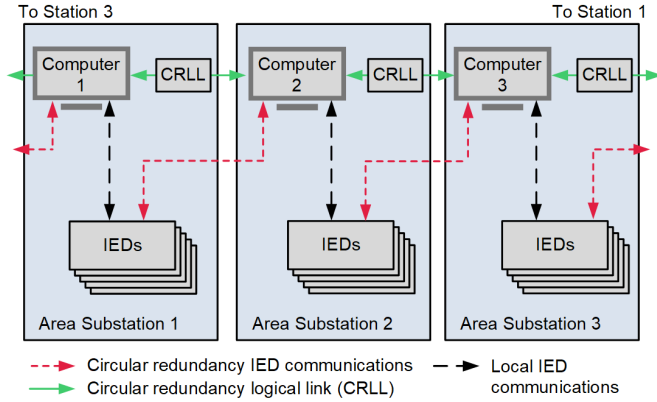 To Station 3
To Station 1
Computer
1
CRLL
Computer
2
CRLL
Computer
3
CRLL
IEDs
IEDs
IEDs
Area Substation 1
Area Substation 2
Area Substation 3
Circular redundancy IED communications
Circular redundancy logical link (CRLL)
Local IED
communications